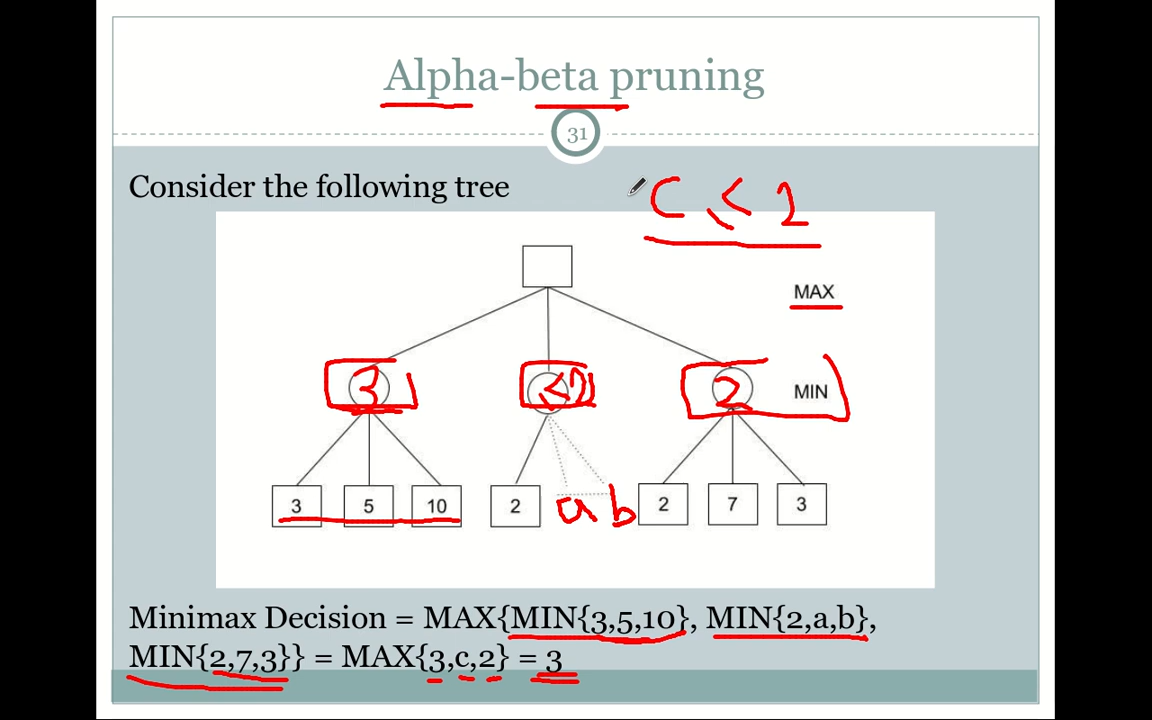 Alpha-beta pruning
31
Consider the following tree
C ≤ 2
MAX
3 ≤2 2 MIN
3 5 10 2 a b 2 7 3
Minimax Decision = MAX{MIN{3,5,10}, MIN{2,a,b},
MIN{2,7,3}} = MAX{3,c,2} = 3